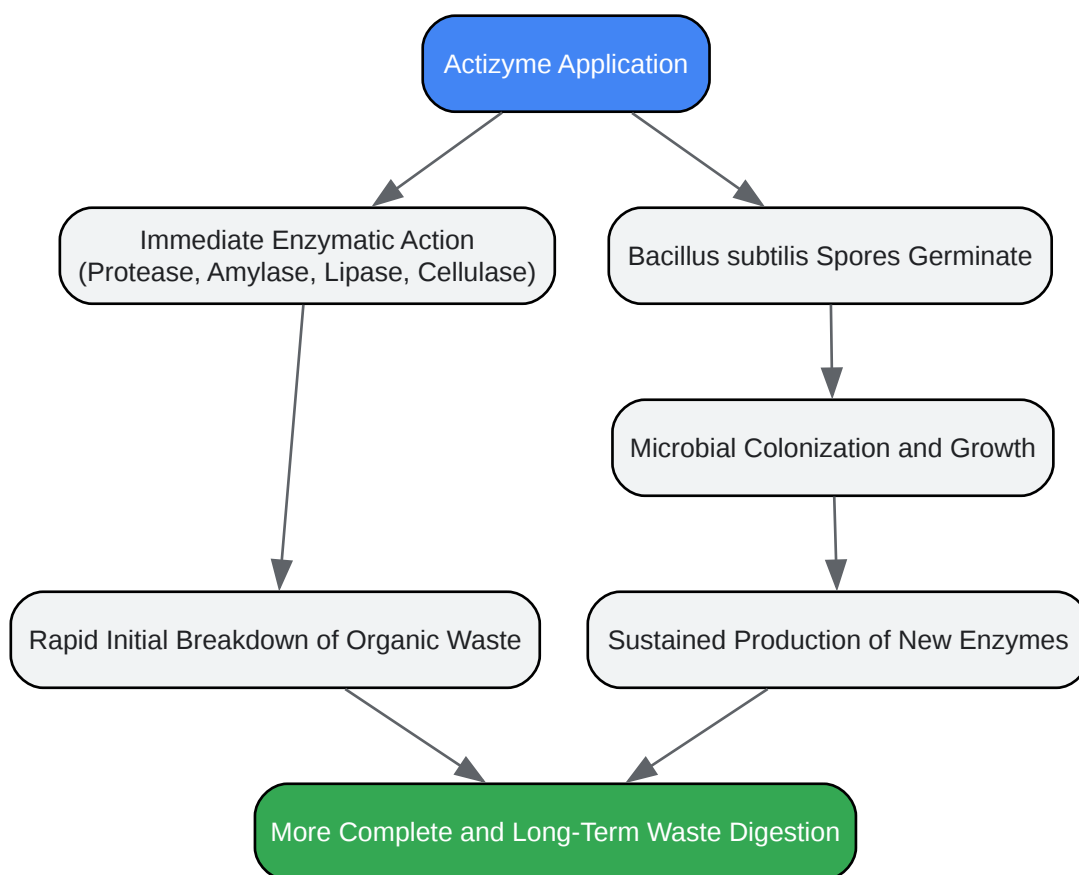 Actizyme Application
Immediate Enzymatic Action
(Protease, Amylase, Lipase, Cellulase)
Bacillus subtilis Spores Germinate
Microbial Colonization and Growth
Rapid Initial Breakdown of Organic Waste
Sustained Production of New Enzymes
More Complete and Long-Term Waste Digestion